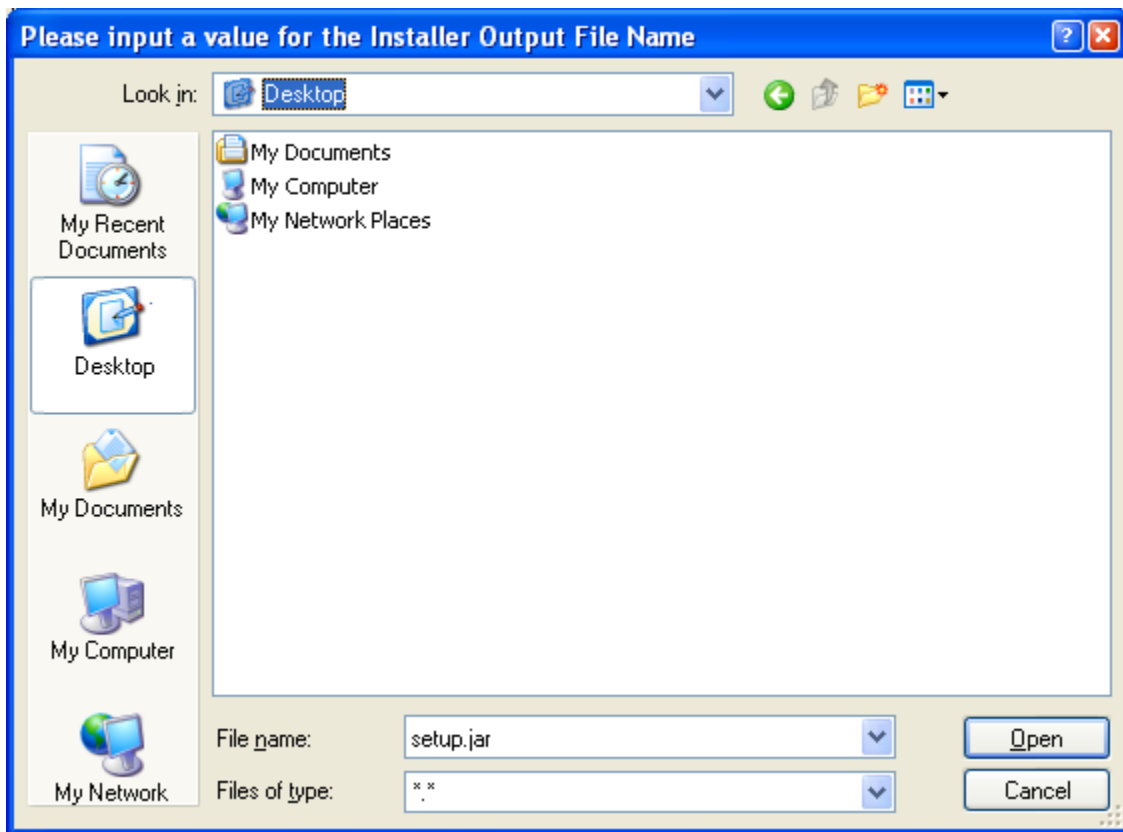 Please input a value for the Installer Output File Name
Look in: Desktop
My Documents
My Computer
My Network Places
My Recent
Documents
Desktop
My Documents
My Computer
My Network
File name: setup.jar Open
Files of type: *.* Cancel